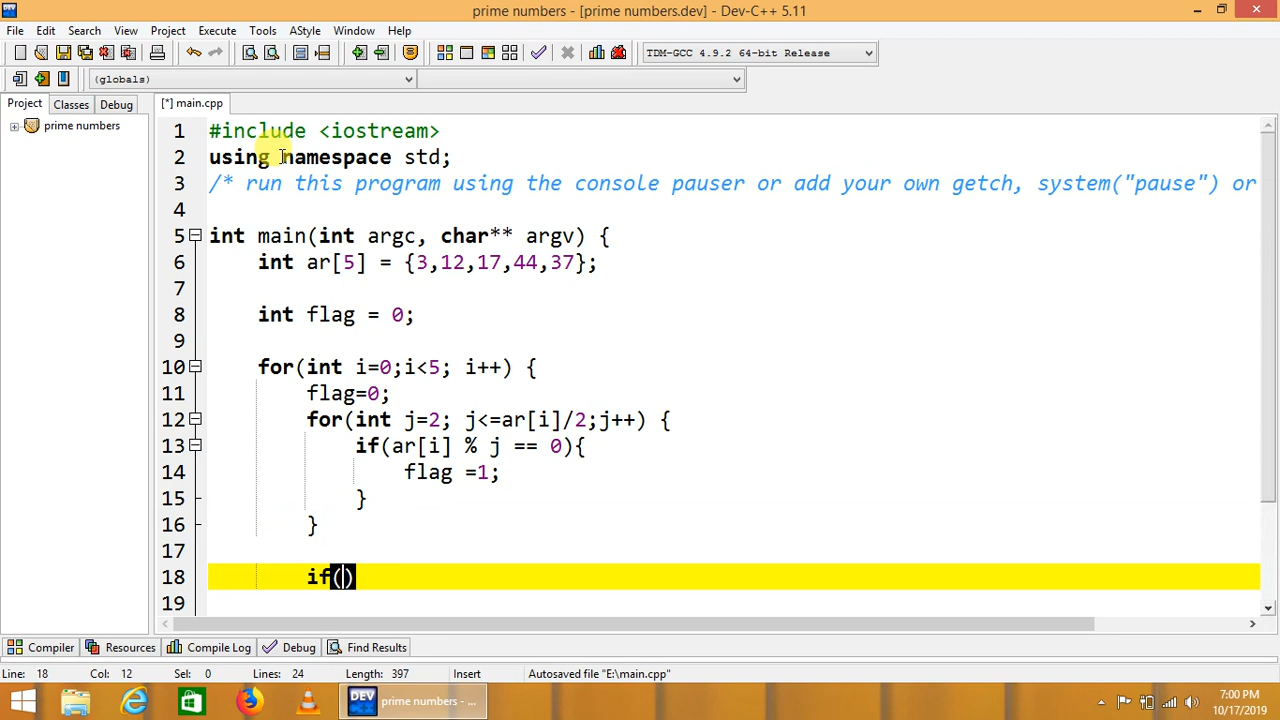 prime numbers - [prime numbers.dev] - Dev-C++ 5.11
File Edit Search View Project Execute Tools AStyle Window Help
TDM-GCC 4.9.2 64-bit Release
(globals)
Project Classes Debug [*] main.cpp
prime numbers
1 #include <iostream>
2 using namespace std;
3 /* run this program using the console pauser or add your own getch, system("pause") or
4
5 int main(int argc, char** argv) {
6 int ar[5] = {3,12,17,44,37};
7
8 int flag = 0;
9
10 for(int i=0;i<5; i++) {
11 flag=0;
12 for(int j=2; j<=ar[i]/2;j++) {
13 if(ar[i] % j == 0){
14 flag =1;
15 }
16 }
17
18 if()
19
Compiler Resources Compile Log Debug Find Results
Line: 18 Col: 12 Sel: 0 Lines: 24 Length: 397 Insert Autosaved file "E:\main.cpp"
DEV prime numbers - ...
7:00 PM
10/17/2019